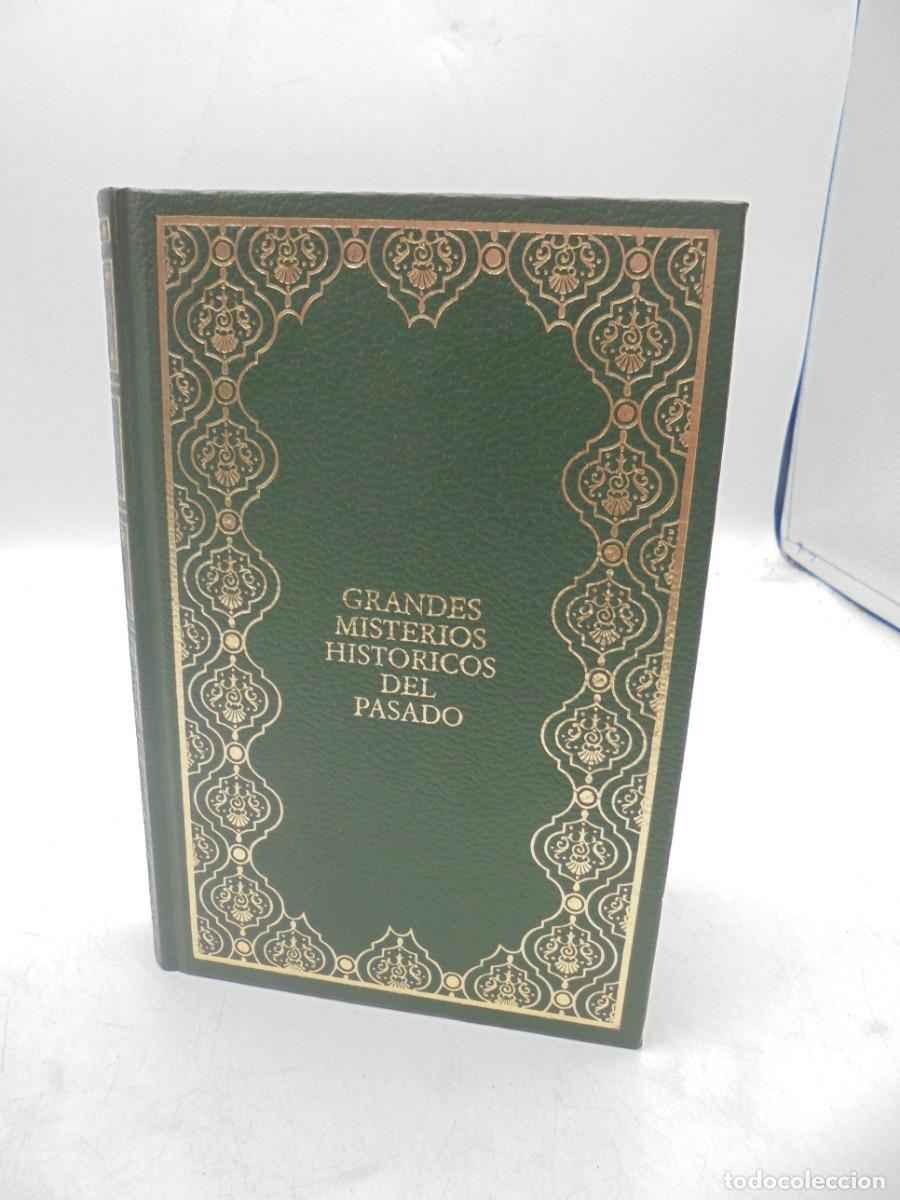 GRANDES
MISTERIOS
HISTORICOS
DEL
PASADO
todocoleccion